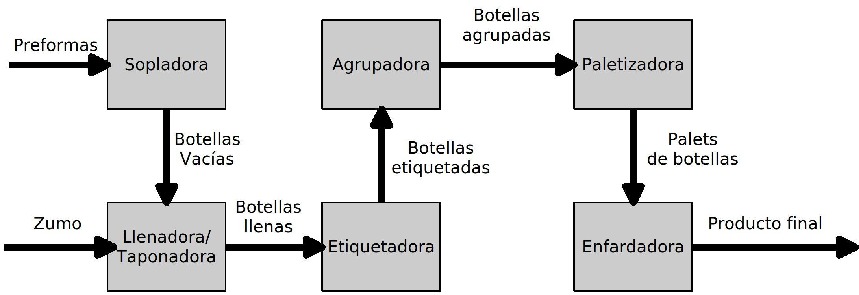 Preformas
Sopladora
Botellas
Vacías
Zumo
Llenadora/
Taponadora
Botellas
llenas
Etiquetadora
Botellas
etiquetadas
Agrupadora
Botellas
agrupadas
Paletizadora
Palets
de botellas
Enfardadora
Producto final